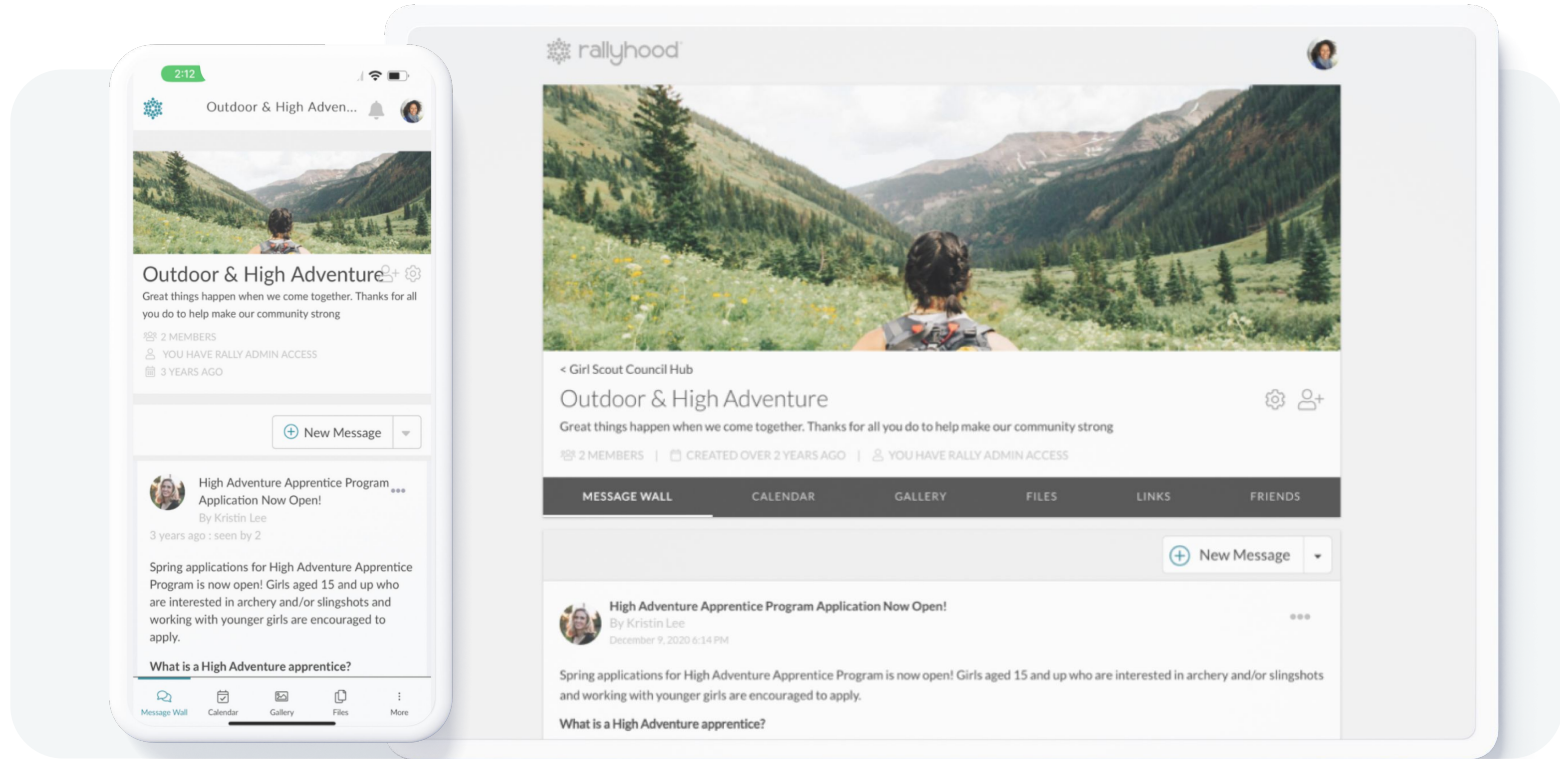 2:12
Outdoor & High Adven...
Outdoor & High Adventure
Great things happen when we come together. Thanks for all
you do to help make our community strong
2 MEMBERS
YOU HAVE RALLY ADMIN ACCESS
3 YEARS AGO
New Message
High Adventure Apprentice Program
Application Now Open!
By Kristin Lee
3 years ago : seen by 2
Spring applications for High Adventure Apprentice
Program is now open! Girls aged 15 and up who
are interested in archery and/or slingshots and
working with younger girls are encouraged to
apply.
What is a High Adventure apprentice?
Message Wall
Calendar
Gallery
Files
More
rallyhood
< Girl Scout Council Hub
Outdoor & High Adventure
Great things happen when we come together. Thanks for all you do to help make our community strong
2 MEMBERS | CREATED OVER 2 YEARS AGO | YOU HAVE RALLY ADMIN ACCESS
MESSAGE WALL CALENDAR GALLERY FILES LINKS FRIENDS
New Message
High Adventure Apprentice Program Application Now Open!
By Kristin Lee
December 9, 2020 6:14 PM
Spring applications for High Adventure Apprentice Program is now open! Girls aged 15 and up who are interested in archery and/or slingshots
and working with younger girls are encouraged to apply.
What is a High Adventure apprentice?